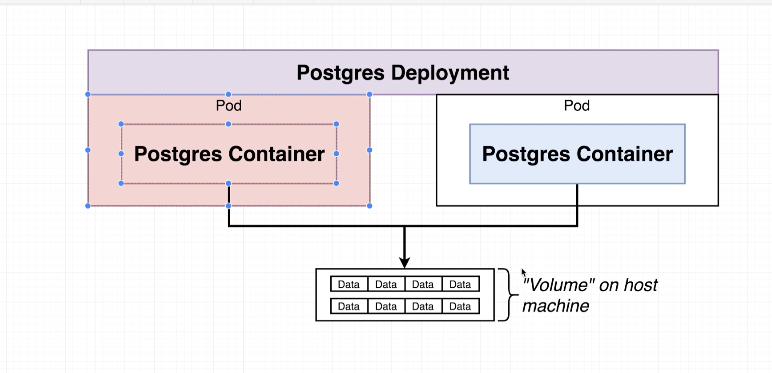 Postgres Deployment
Pod
Pod
Postgres Container
Postgres Container
Data Data Data Data
Data Data Data Data
"Volume" on host
machine